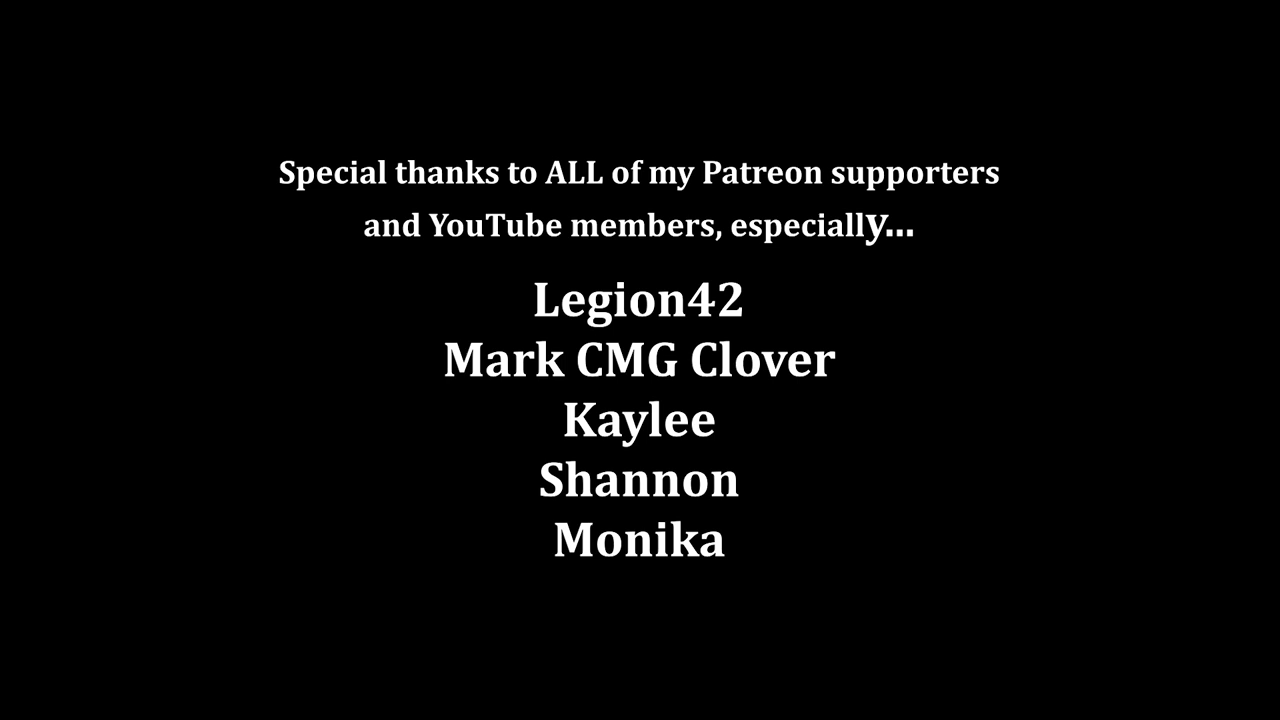 Special thanks to ALL of my Patreon supporters
and YouTube members, especially...
Legion42
Mark CMG Clover
Kaylee
Shannon
Monika